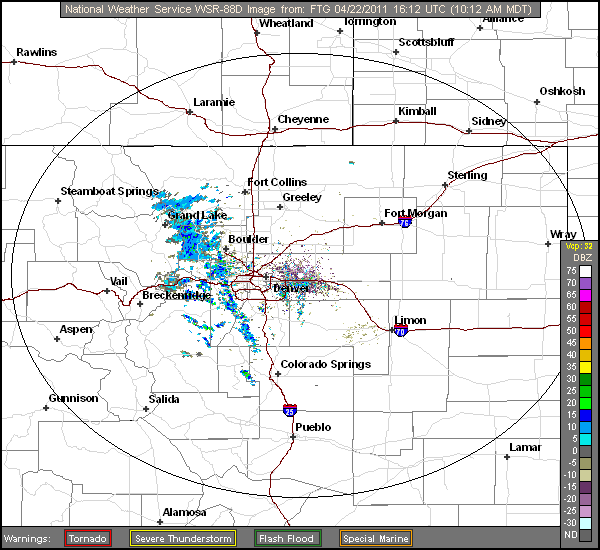 National Weather Service WSR-88D Image from: FTG 04/22/2011 16:12 UTC (10:12 AM MDT)
Wheatland
Torrington
Alliance
Rawlins
Scottsbluff
Oshkosh
Laramie
Kimball
Cheyenne
Sidney
Sterling
Steamboat Springs
Fort Collins
Greeley
Grand Lake
Fort Morgan
76
Boulder
Wray
Vcp: 32
DBZ
75
70
65
60
55
50
45
40
35
30
25
20
15
10
5
0
-5
-10
-15
-20
-25
-30
ND
Vail
Denver
Breckenridge
Limon
70
Aspen
Colorado Springs
Gunnison
Salida
25
Pueblo
Lamar
Alamosa
Warnings:
Tornado
Severe Thunderstorm
Flash Flood
Special Marine